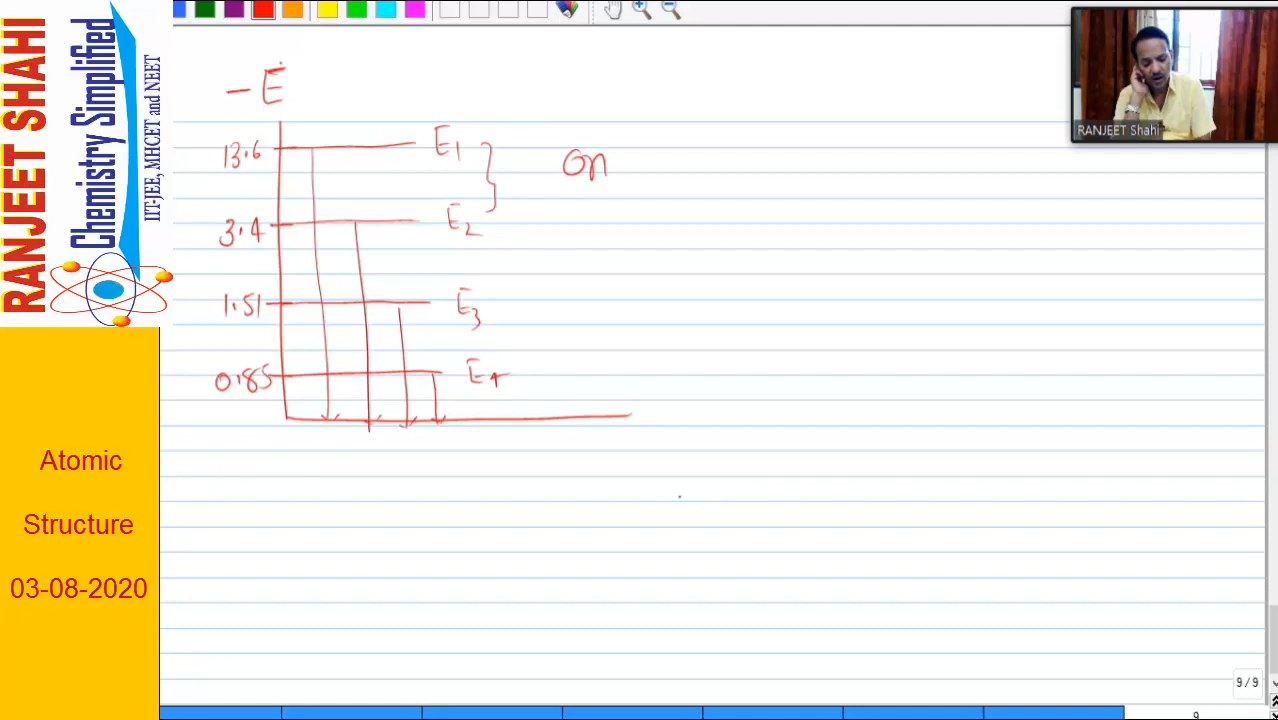 RANJEET SHAHI
Chemistry Simplified
IIT-JEE, MHCET and NEET
Atomic
Structure
03-08-2020
-E
13.6 E1
on
3.4 E2
1.51 E3
0.85 E4
RANJEET Shahi
9/9
9